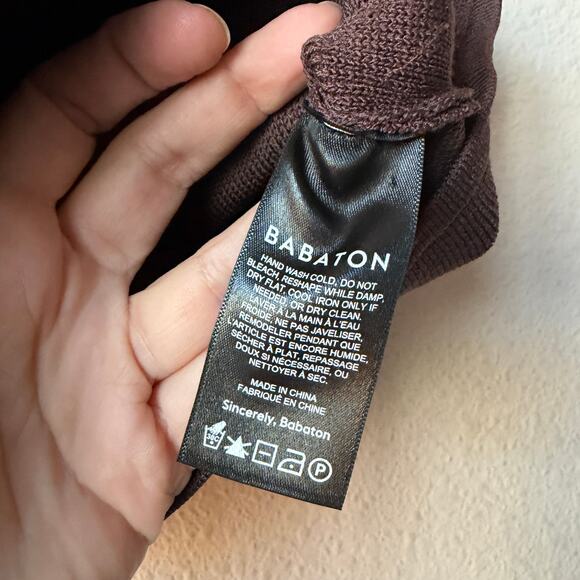 BABATON
HAND WASH COLD, DO NOT
BLEACH, RESHAPE WHILE DAMP,
DRY FLAT, COOL IRON ONLY IF
NEEDED, OR DRY CLEAN.
LAVER À LA MAIN À L'EAU
FROIDE, NE PAS JAVELISER,
REMODELER PENDANT QUE
L'ARTICLE EST ENCORE HUMIDE,
SÉCHER À PLAT, REPASSAGE
DOUX SI NÉCESSAIRE, OU
NETTOYER À SEC.
MADE IN CHINA
FABRIQUÉ EN CHINE
Sincerely, Babaton
30C P